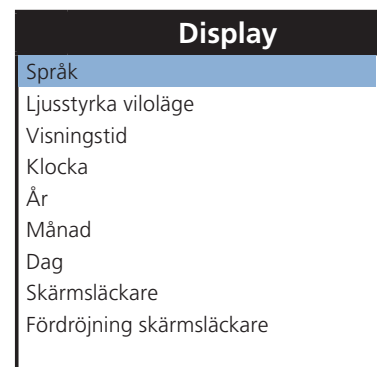 Display
Språk
Ljusstyrka viloläge
Visningstid
Klocka
År
Månad
Dag
Skärmsläckare
Fördröjning skärmsläckare